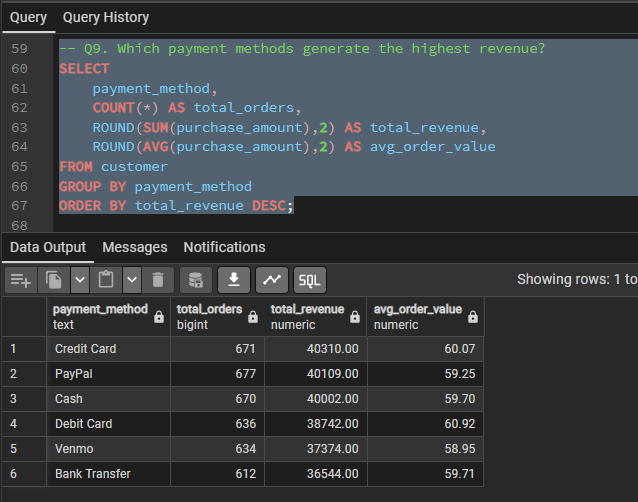 Query Query History
59 -- Q9. Which payment methods generate the highest revenue?
60 SELECT
61 payment_method,
62 COUNT(*) AS total_orders,
63 ROUND(SUM(purchase_amount),2) AS total_revenue,
64 ROUND(AVG(purchase_amount),2) AS avg_order_value
65 FROM customer
66 GROUP BY payment_method
67 ORDER BY total_revenue DESC;
68
Data Output Messages Notifications
SQL Showing rows: 1 to
payment_method total_orders total_revenue avg_order_value
text bigint numeric numeric
1 Credit Card 671 40310.00 60.07
2 PayPal 677 40109.00 59.25
3 Cash 670 40002.00 59.70
4 Debit Card 636 38742.00 60.92
5 Venmo 634 37374.00 58.95
6 Bank Transfer 612 36544.00 59.71